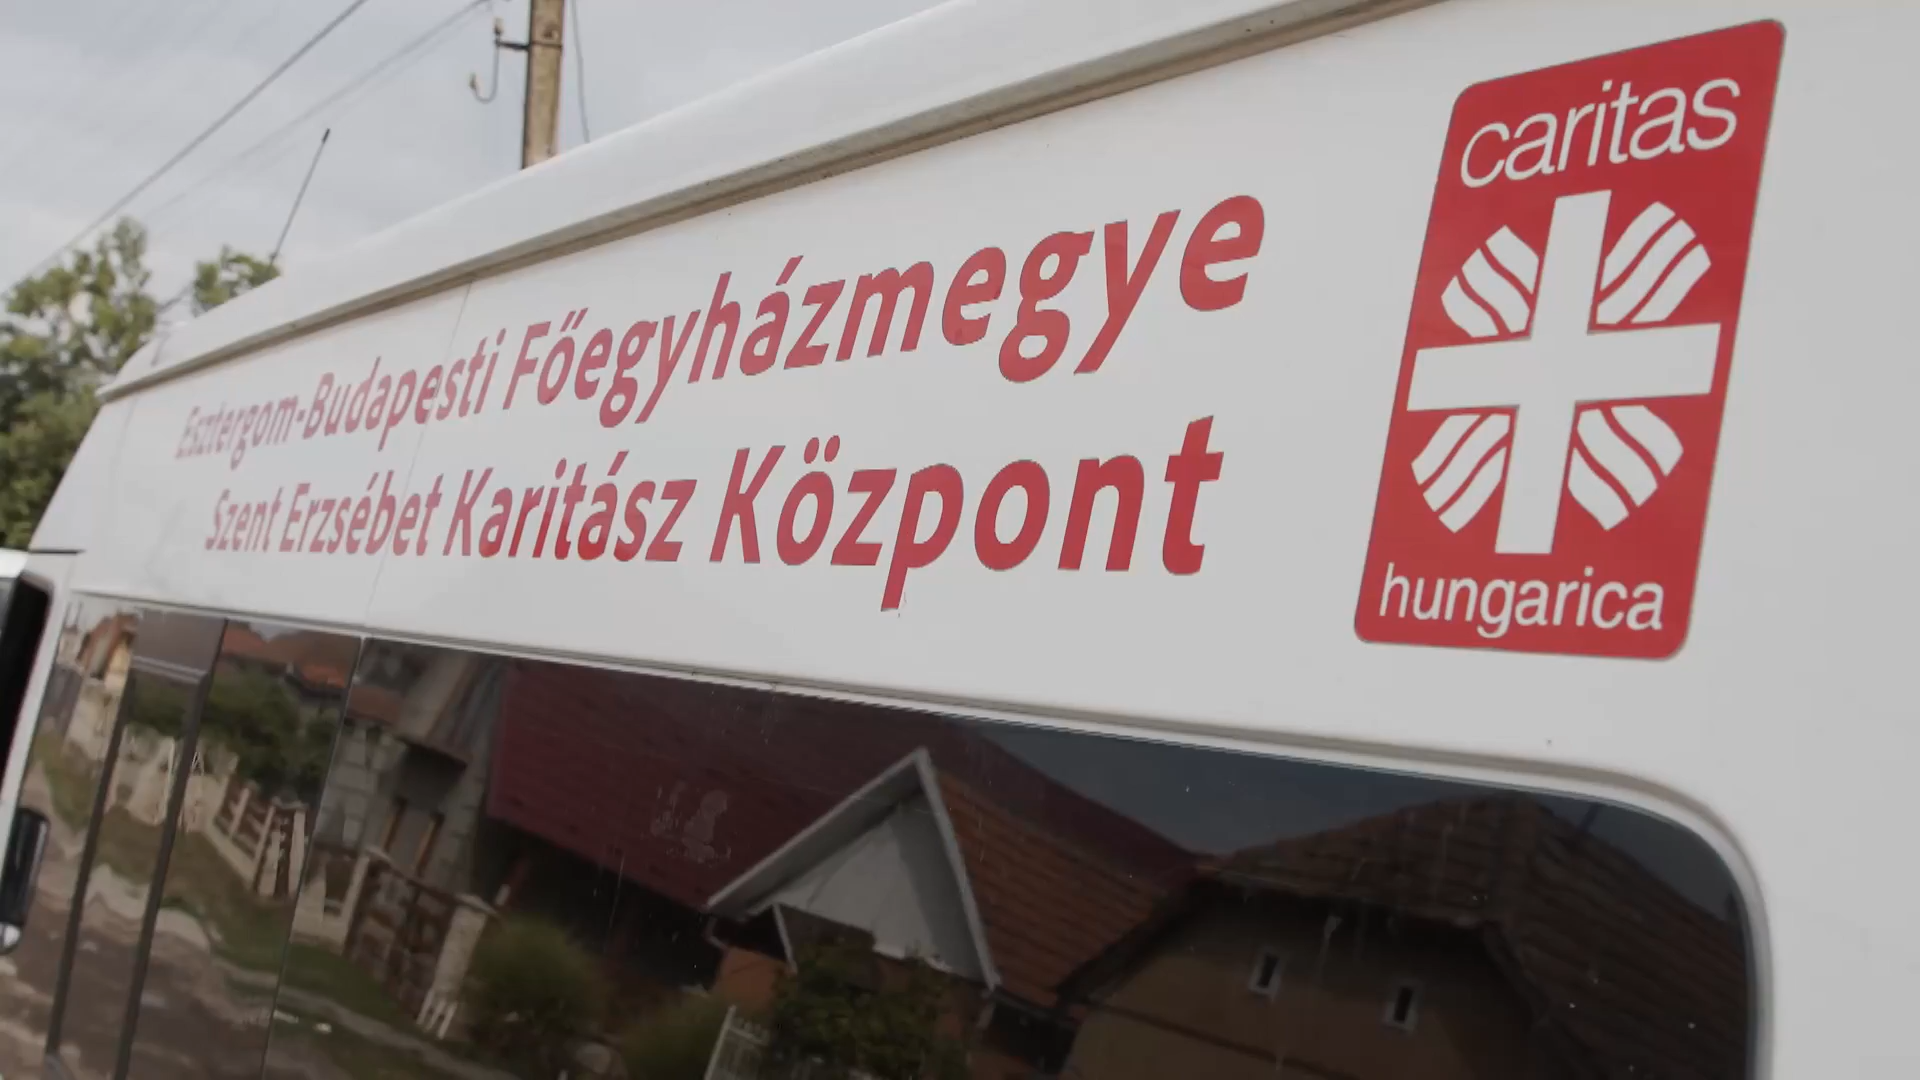 Esztergom-Budapesti Főegyházmegye
Szent Erzsébet Karitász Központ
caritas
hungarica